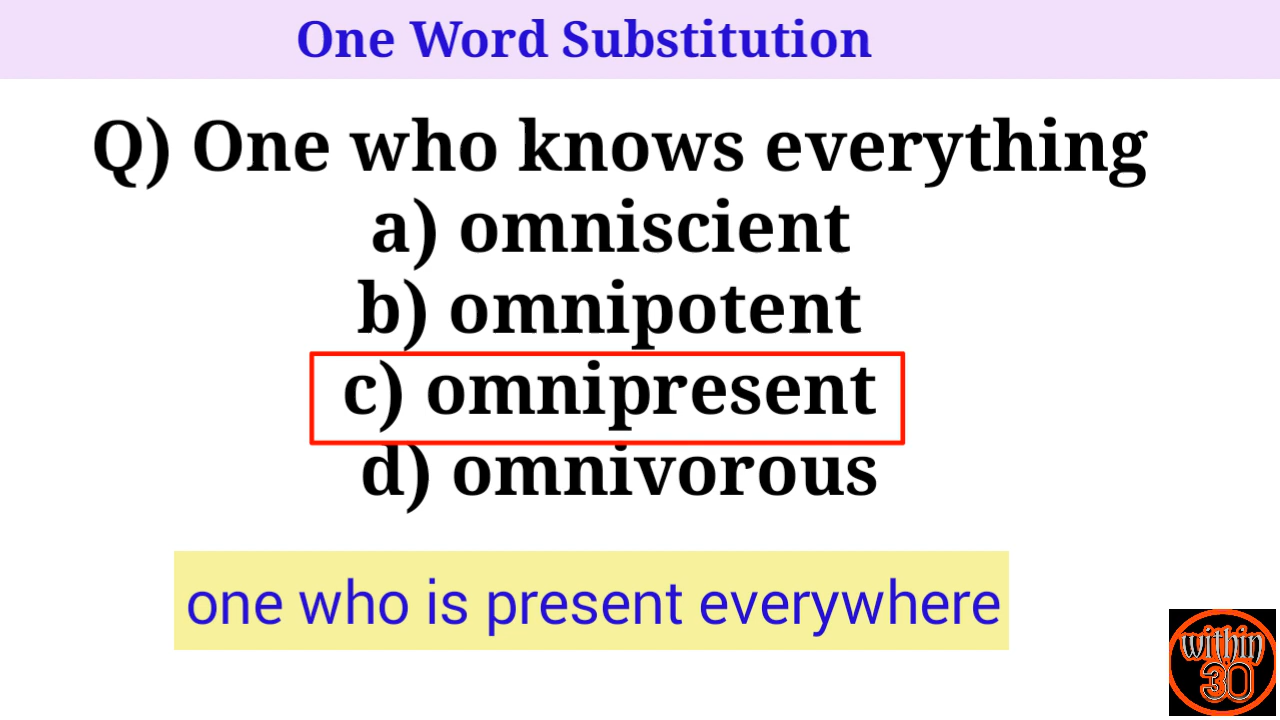 One Word Substitution
Q) One who knows everything
a) omniscient
b) omnipotent
c) omnipresent
d) omnivorous
one who is present everywhere
within
30